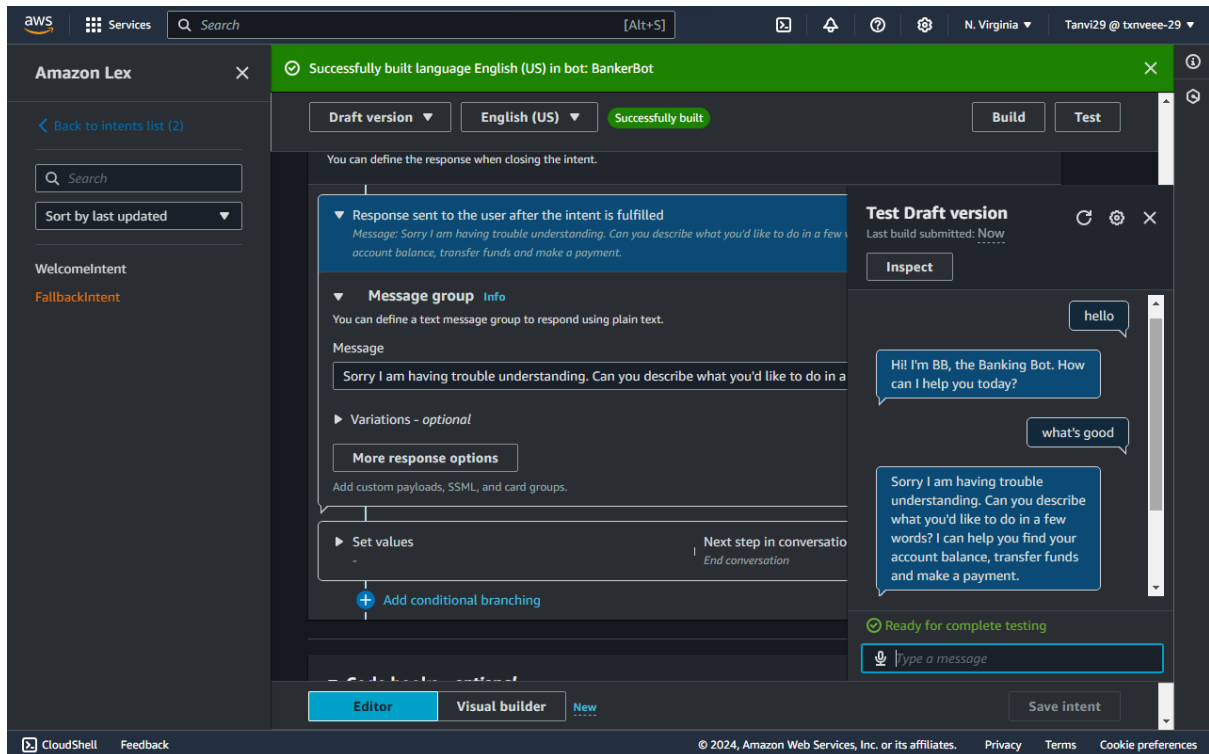 aws Services Search [Alt+S] N. Virginia ▼ Tanvi29 @ txnveee-29 ▼
Amazon Lex
Back to intents list (2)
Search
Sort by last updated
WelcomeIntent
FallbackIntent
Successfully built language English (US) in bot: BankerBot
Draft version ▼ English (US) ▼ Successfully built Build Test
You can define the response when closing the intent.
Response sent to the user after the intent is fulfilled
Message: Sorry I am having trouble understanding. Can you describe what you'd like to do in a few
account balance, transfer funds and make a payment.
Message group Info
You can define a text message group to respond using plain text.
Message
Sorry I am having trouble understanding. Can you describe what you'd like to do in a
Variations - optional
More response options
Add custom payloads, SSML, and card groups.
Set values
-
Next step in conversatio
End conversation
Add conditional branching
Test Draft version
Last build submitted: Now
Inspect
hello
Hi! I'm BB, the Banking Bot. How
can I help you today?
what's good
Sorry I am having trouble
understanding. Can you describe
what you'd like to do in a few
words? I can help you find your
account balance, transfer funds
and make a payment.
Ready for complete testing
Type a message
Editor Visual builder New Save intent
CloudShell Feedback © 2024, Amazon Web Services, Inc. or its affiliates. Privacy Terms Cookie preferences